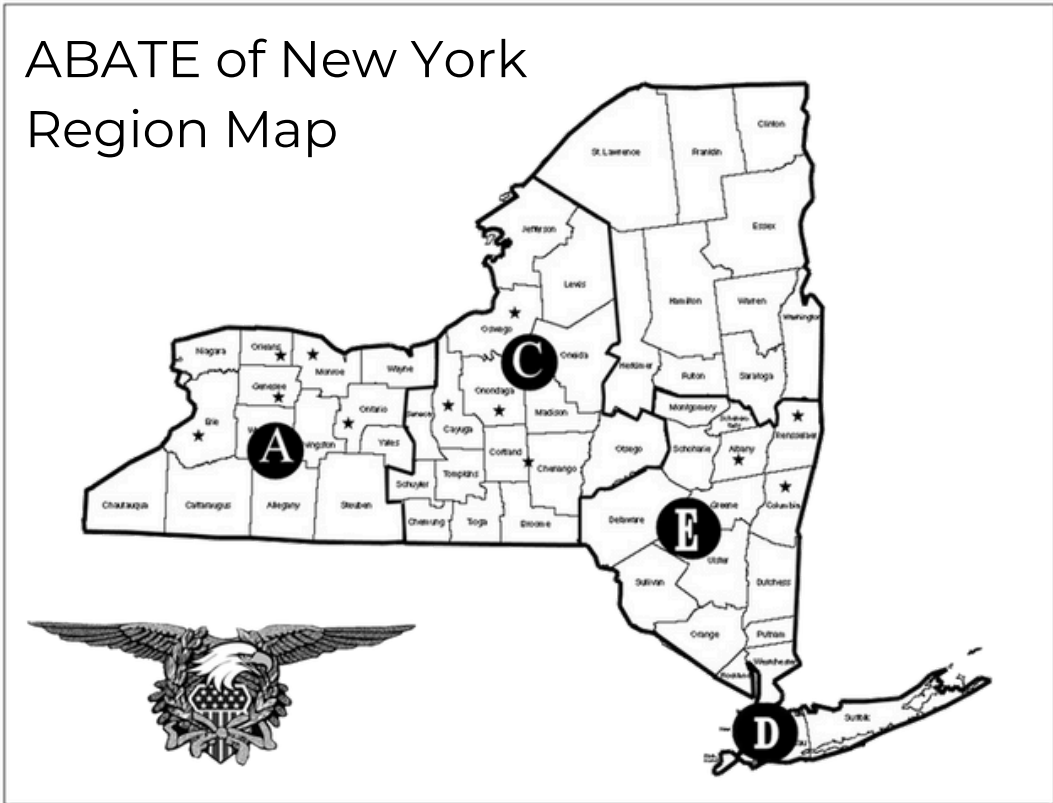 ABATE of New York
Region Map
Clinton
St. Lawrence
Franklin
Essex
Jefferson
Lewis
Hamilton
Warren
Washington
Oswego
Oneida
Herkimer
Fulton
Saratoga
Niagara
Orleans
Monroe
Wayne
Genesee
Erie
Ontario
Livingston
Yates
Seneca
Cayuga
Onondaga
Madison
C
A
Montgomery
Otsego
Schoharie
Albany
Rensselaer
Cortland
Chenango
Tompkins
Schuyler
Chautauqua
Cattaraugus
Allegany
Steuben
Chemung
Tioga
Broome
Delaware
E
Greene
Columbia
Ulster
Sullivan
Dutchess
Orange
Putnam
Westchester
Rockland
D
Suffolk